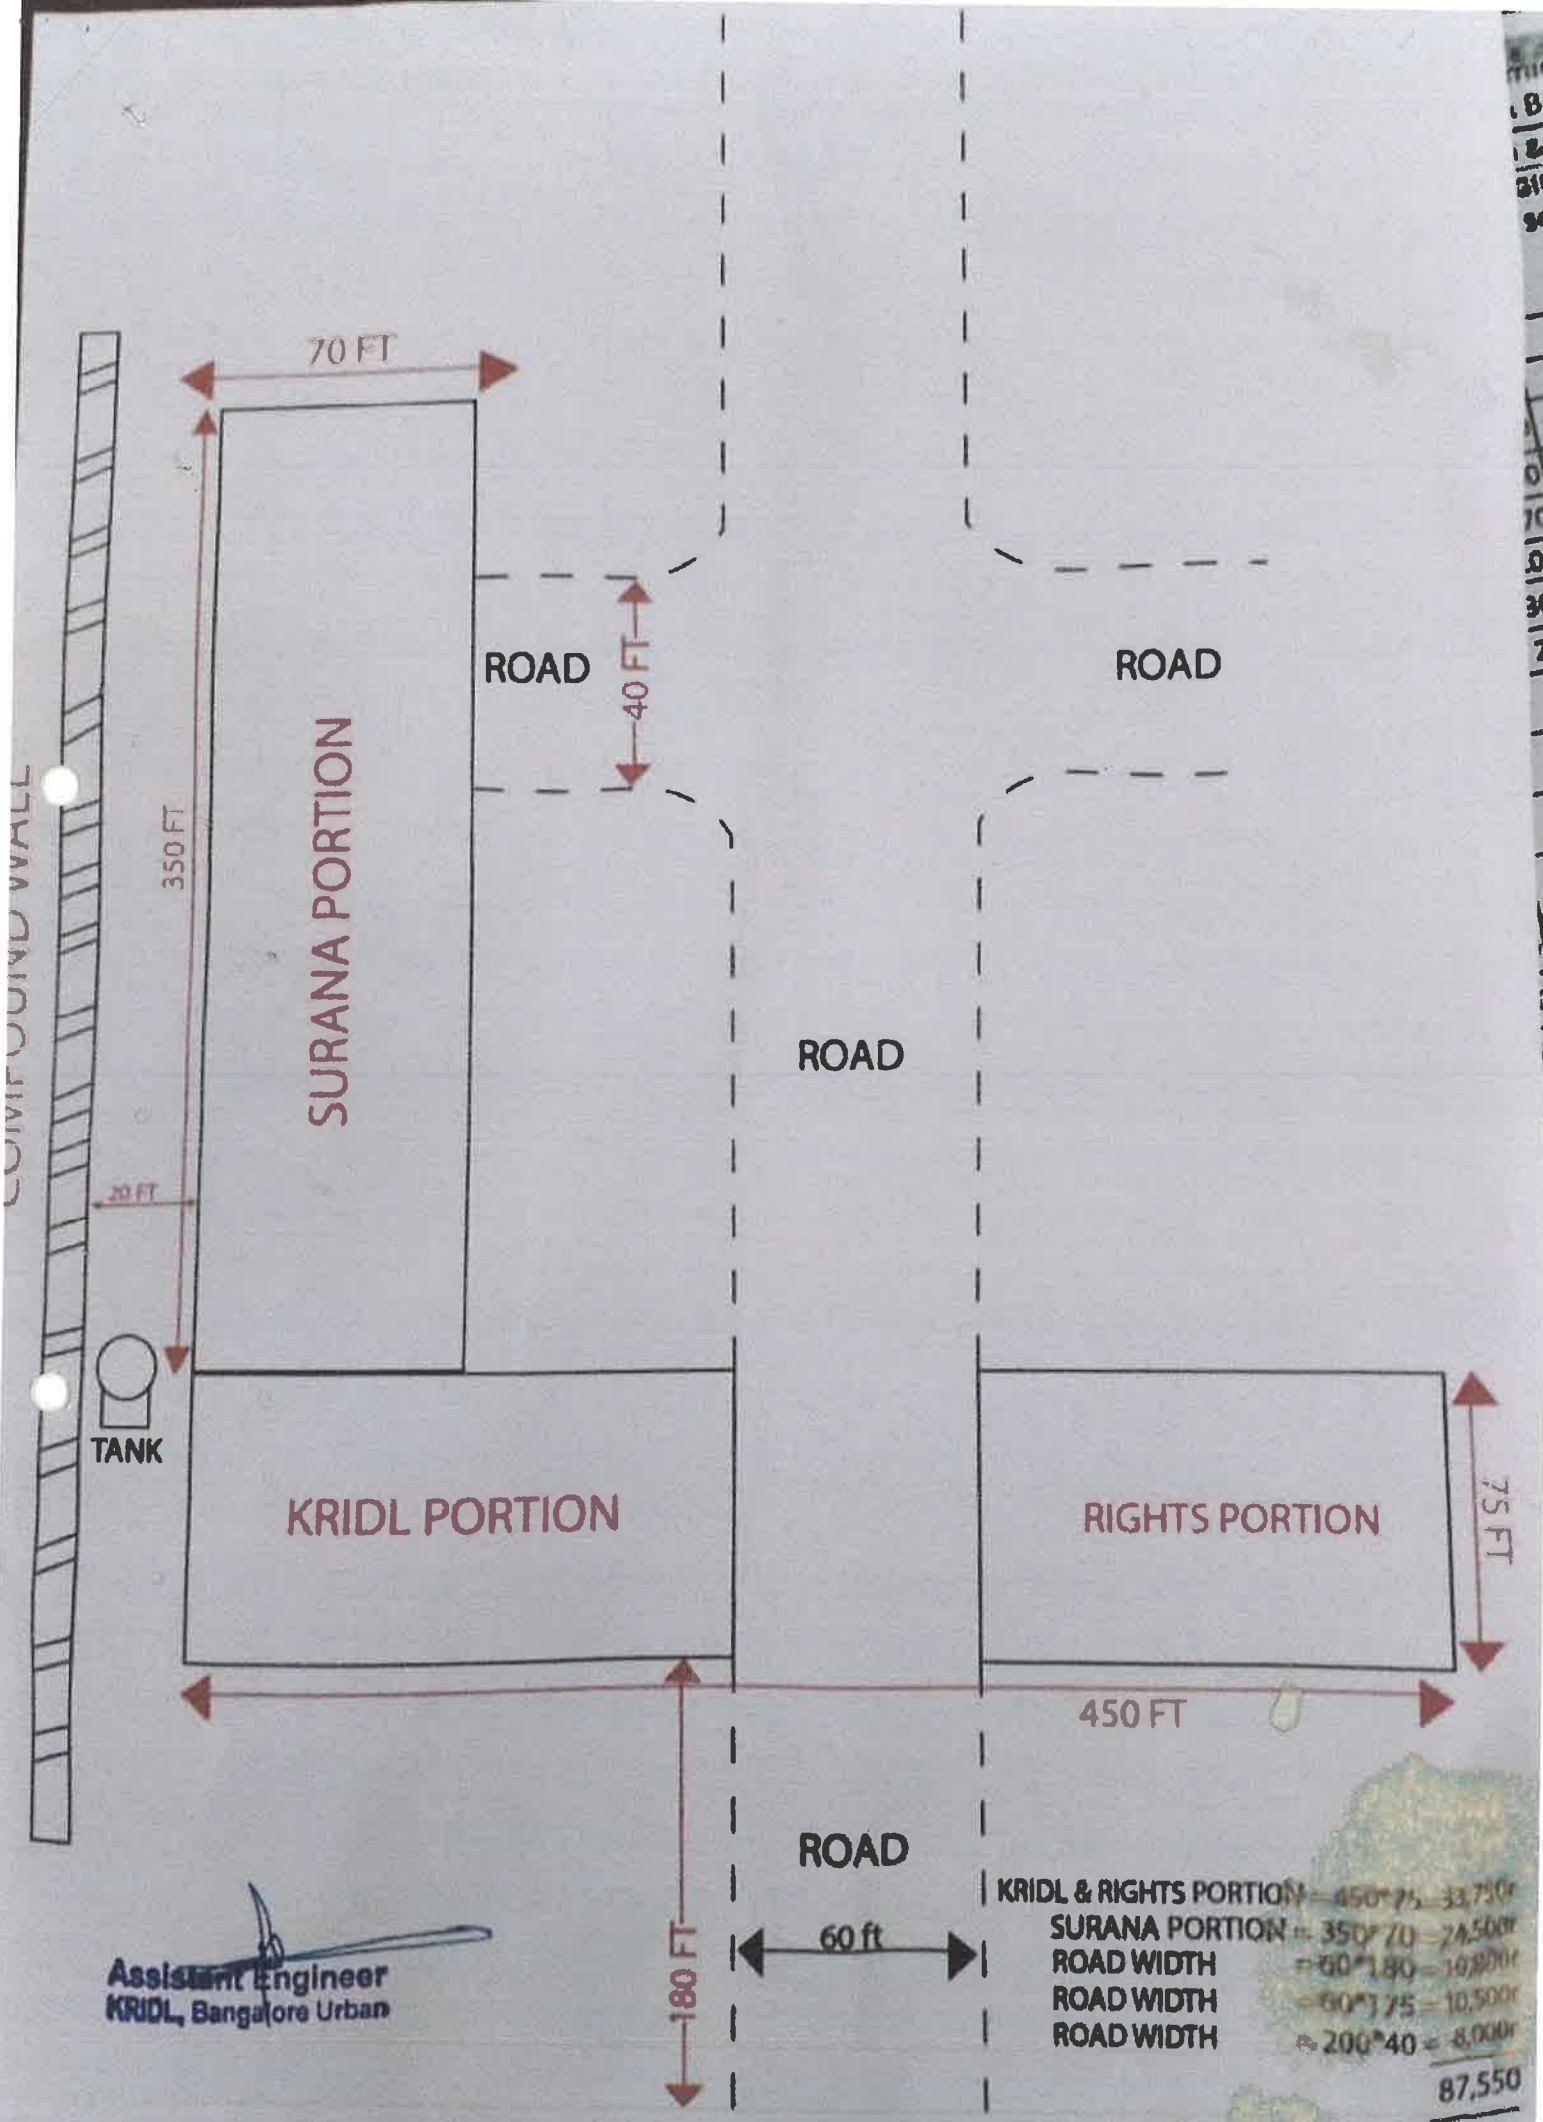 70 FT
ROAD
40 FT
ROAD
350 FT
SURANA PORTION
COMPOUND WALL
ROAD
20 FT
TANK
KRIDL PORTION
RIGHTS PORTION
75 FT
450 FT
ROAD
180 FT
60 ft
KRIDL & RIGHTS PORTION = 450*75 = 33,750
SURANA PORTION = 350*70 = 24,500
ROAD WIDTH = 60*180 = 10,800
ROAD WIDTH = 60*175 = 10,500
ROAD WIDTH = 200*40 = 8,000
87,550
Assistant Engineer
KRIDL, Bangalore Urban